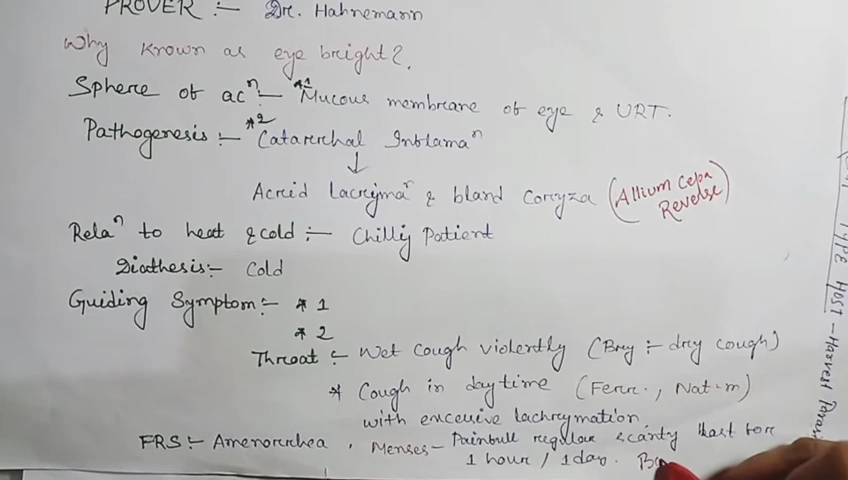 PROVER :- Dr. Hahnemann
Why known as eye bright?
Sphere of acⁿ :- *1 Mucous membrane of eye & URT.
Pathogenesis :- *2 Catarrhal Inflamaⁿ
↓
Acrid Lacrymaⁿ & bland Coryza (Allium Cepa
Reverse)
Relaⁿ to heat & cold :- Chilly Patient
Diathesis :- Cold
Guiding Symptom :- * 1
* 2
Throat :- Wet Cough violently (Bry :- dry cough)
* Cough in daytime (Ferr., Nat-m)
with excessive lachrymation.
FRS :- Amenorrhea, Menses - Painfull regular scanty last for
1 hour / 1 day.
TYPE HOST - Harvest